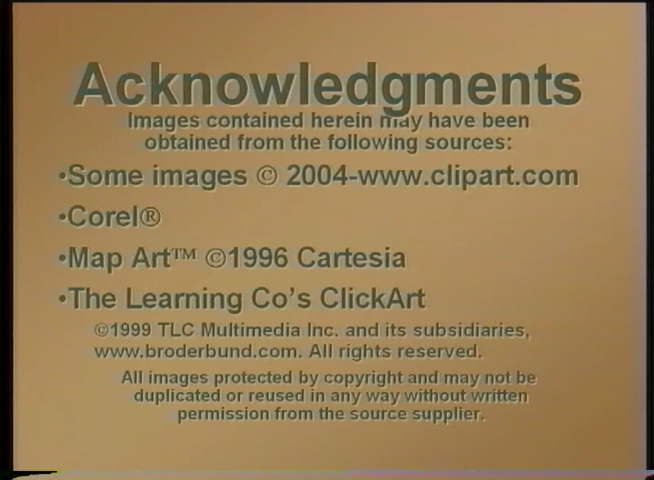 Acknowledgments
Images contained herein may have been
obtained from the following sources:
•Some images © 2004-www.clipart.com
•Corel®
•Map Art™ ©1996 Cartesia
•The Learning Co's ClickArt
©1999 TLC Multimedia Inc. and its subsidiaries,
www.broderbund.com. All rights reserved.
All images protected by copyright and may not be
duplicated or reused in any way without written
permission from the source supplier.